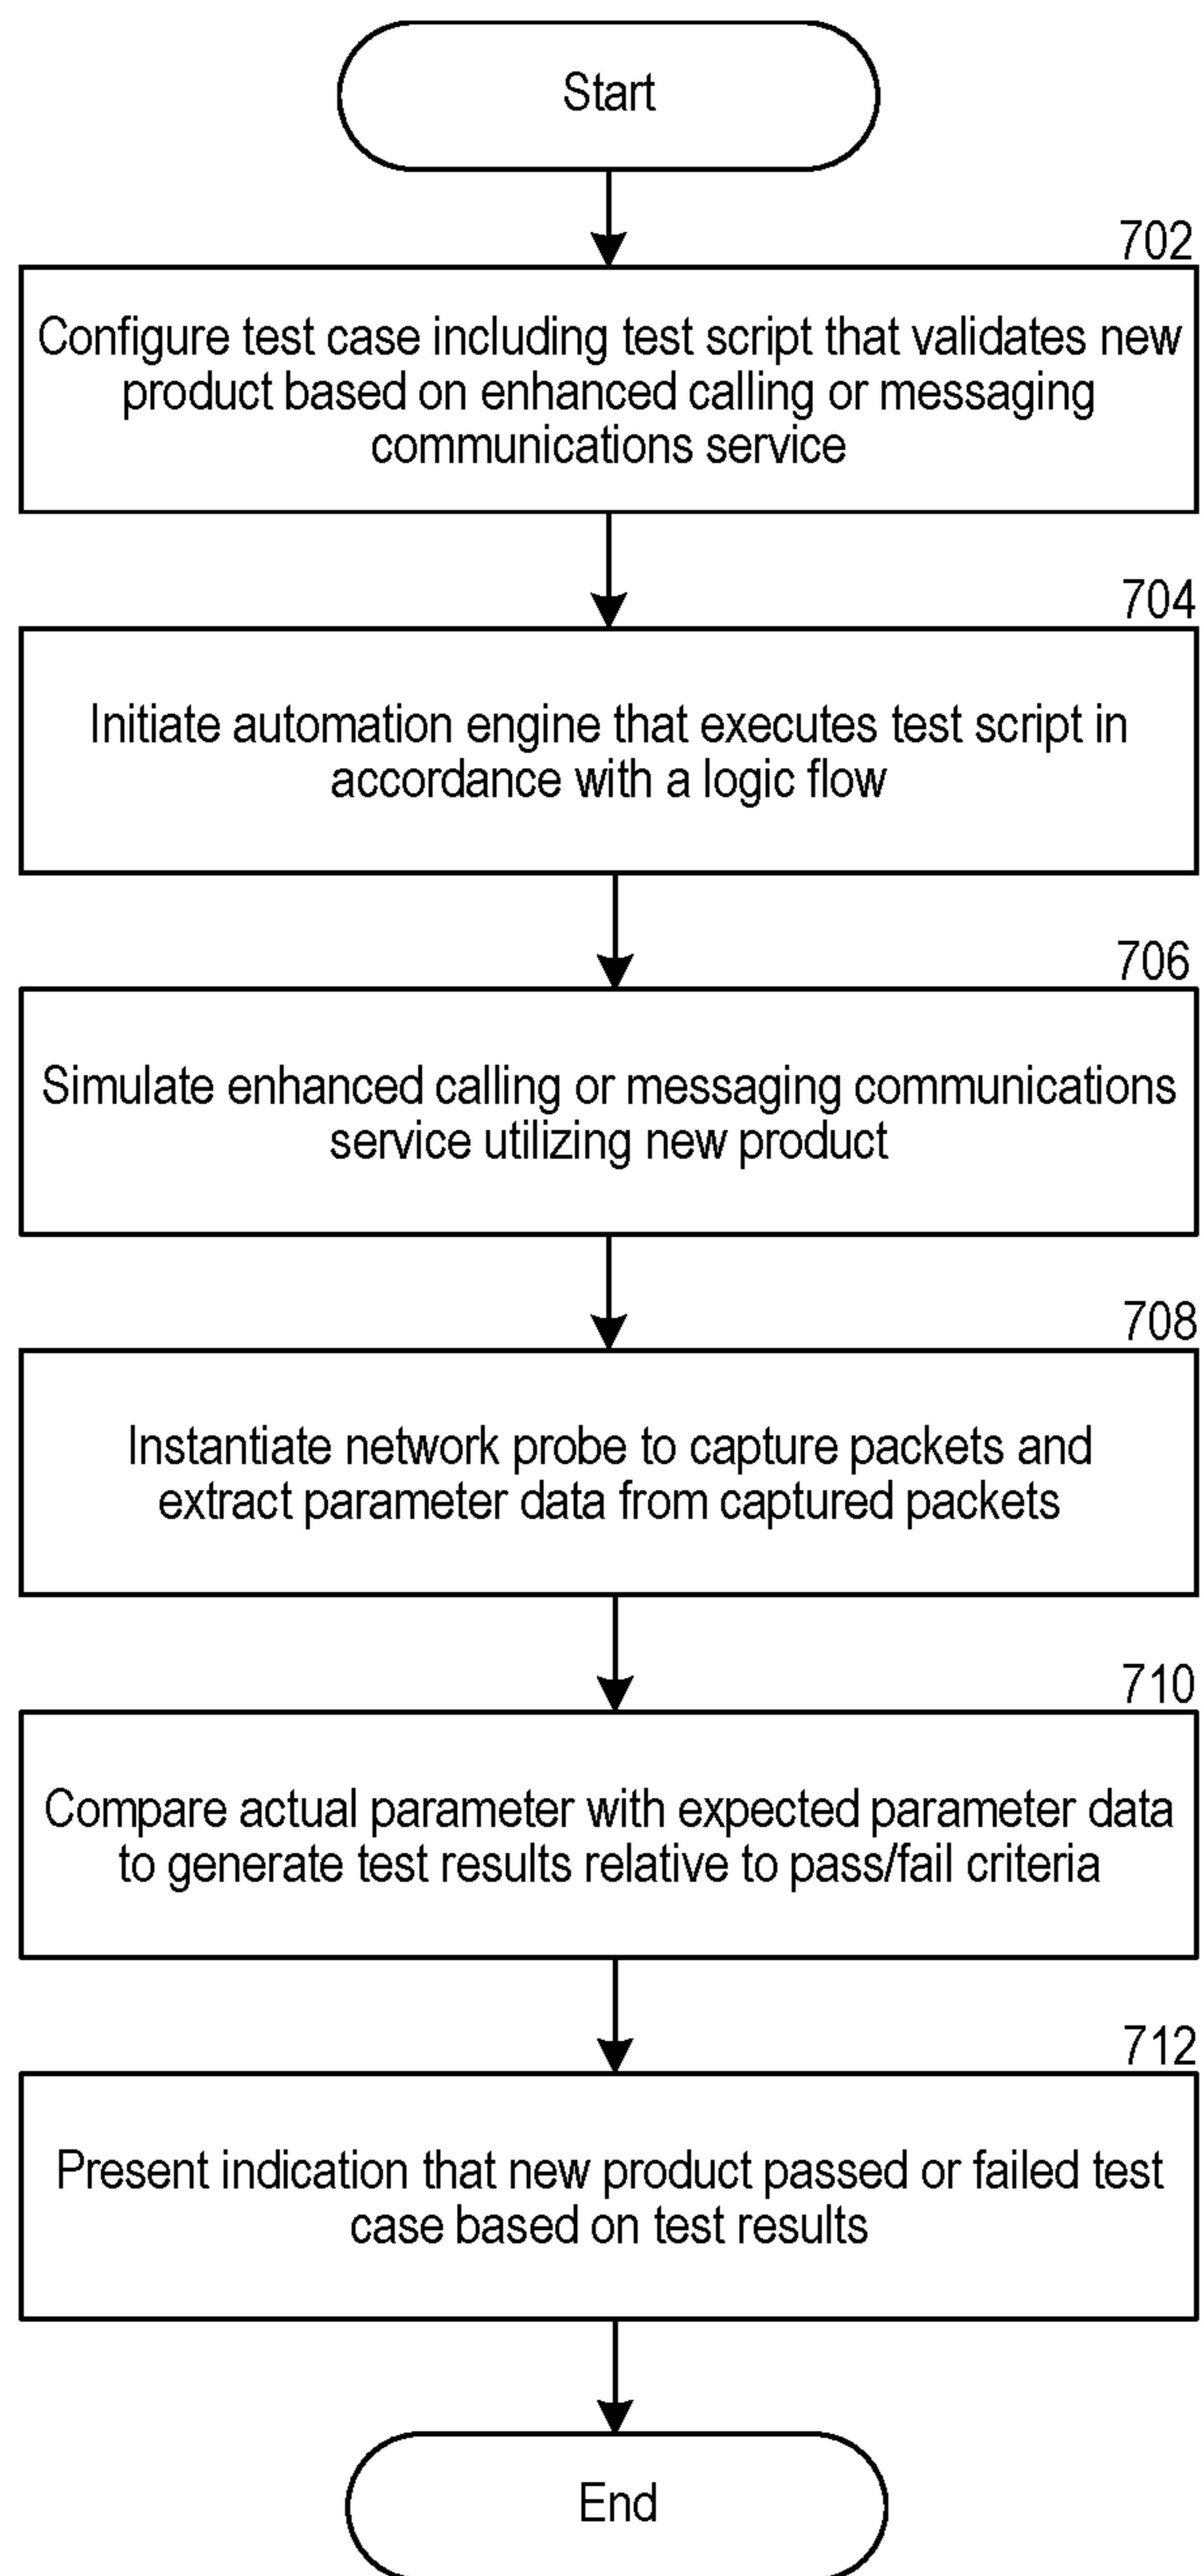 Start
702
Configure test case including test script that validates new
product based on enhanced calling or messaging
communications service
704
Initiate automation engine that executes test script in
accordance with a logic flow
706
Simulate enhanced calling or messaging communications
service utilizing new product
708
Instantiate network probe to capture packets and
extract parameter data from captured packets
710
Compare actual parameter with expected parameter data
to generate test results relative to pass/fail criteria
712
Present indication that new product passed or failed test
case based on test results
End